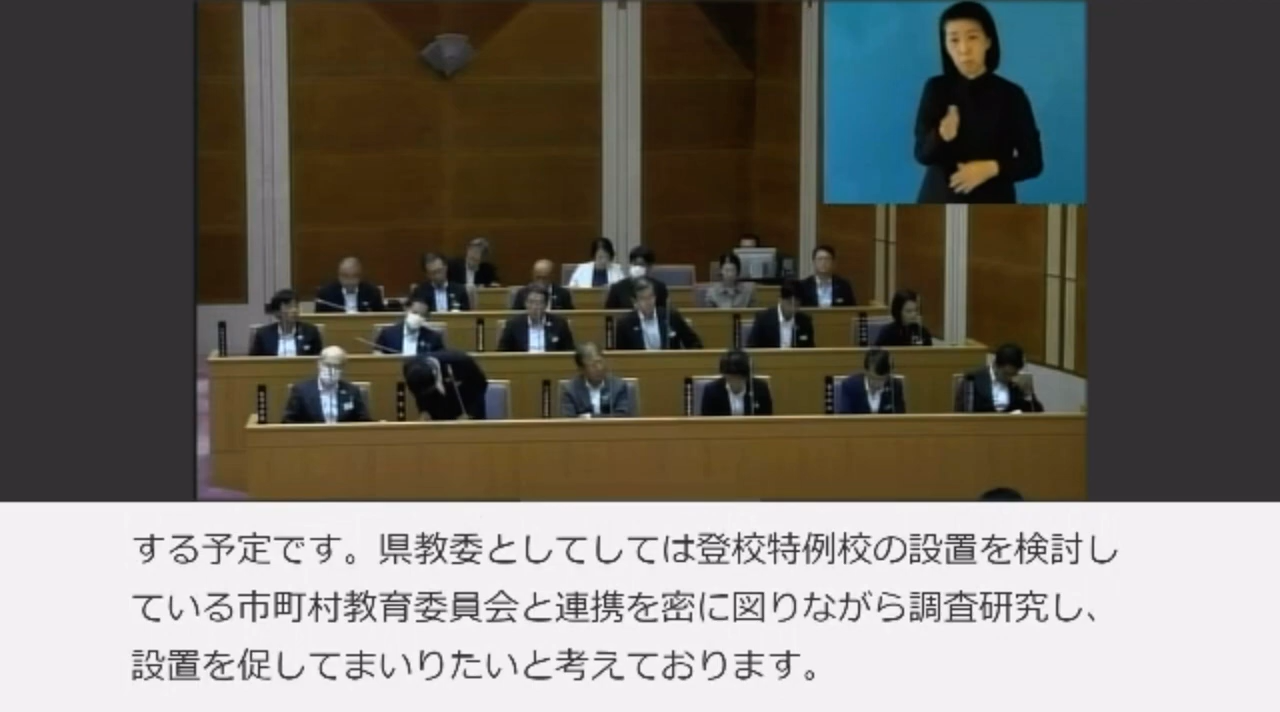 する予定です。県教委としてしては登校特例校の設置を検討し
ている市町村教育委員会と連携を密に図りながら調査研究し、
設置を促してまいりたいと考えております。